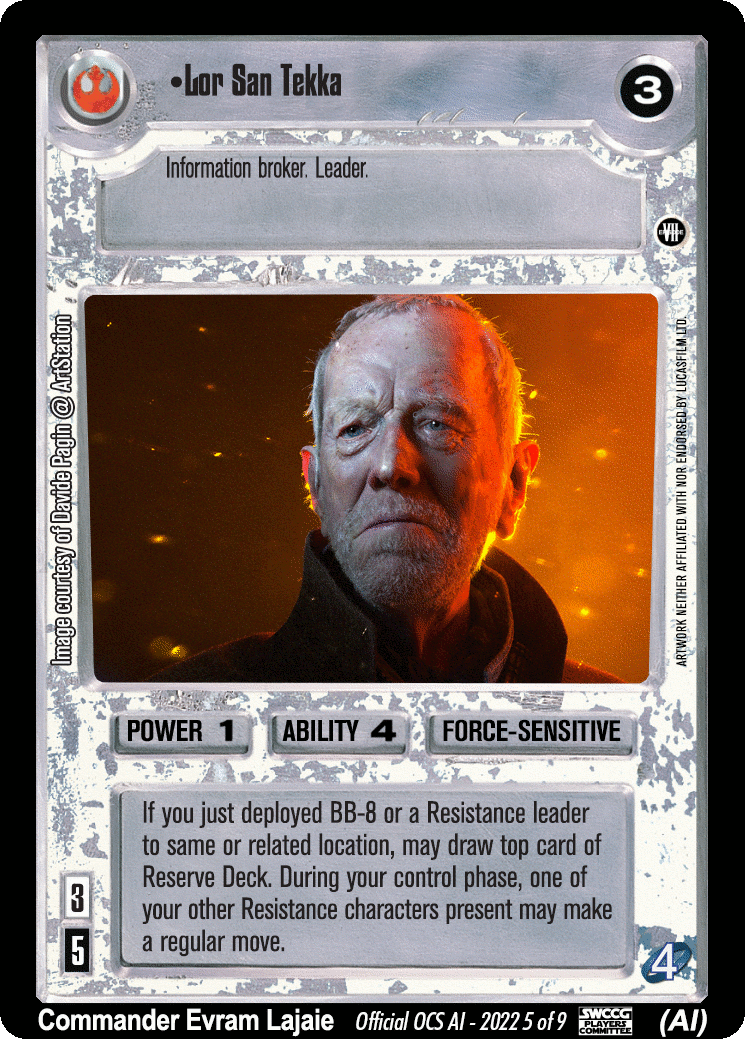 •Lor San Tekka
3
Information broker. Leader.
EPISODE
VII
Image courtesy of Davide Pagin @ ArtStation
ARTWORK NEITHER AFFILIATED WITH NOR ENDORSED BY LUCASFILM LTD.
POWER 1 ABILITY 4 FORCE-SENSITIVE
If you just deployed BB-8 or a Resistance leader
to same or related location, may draw top card of
Reserve Deck. During your control phase, one of
your other Resistance characters present may make
a regular move.
3
5
4
Commander Evram Lajaie Official OCS AI - 2022 5 of 9 SWCCG PLAYERS COMMITTEE (AI)